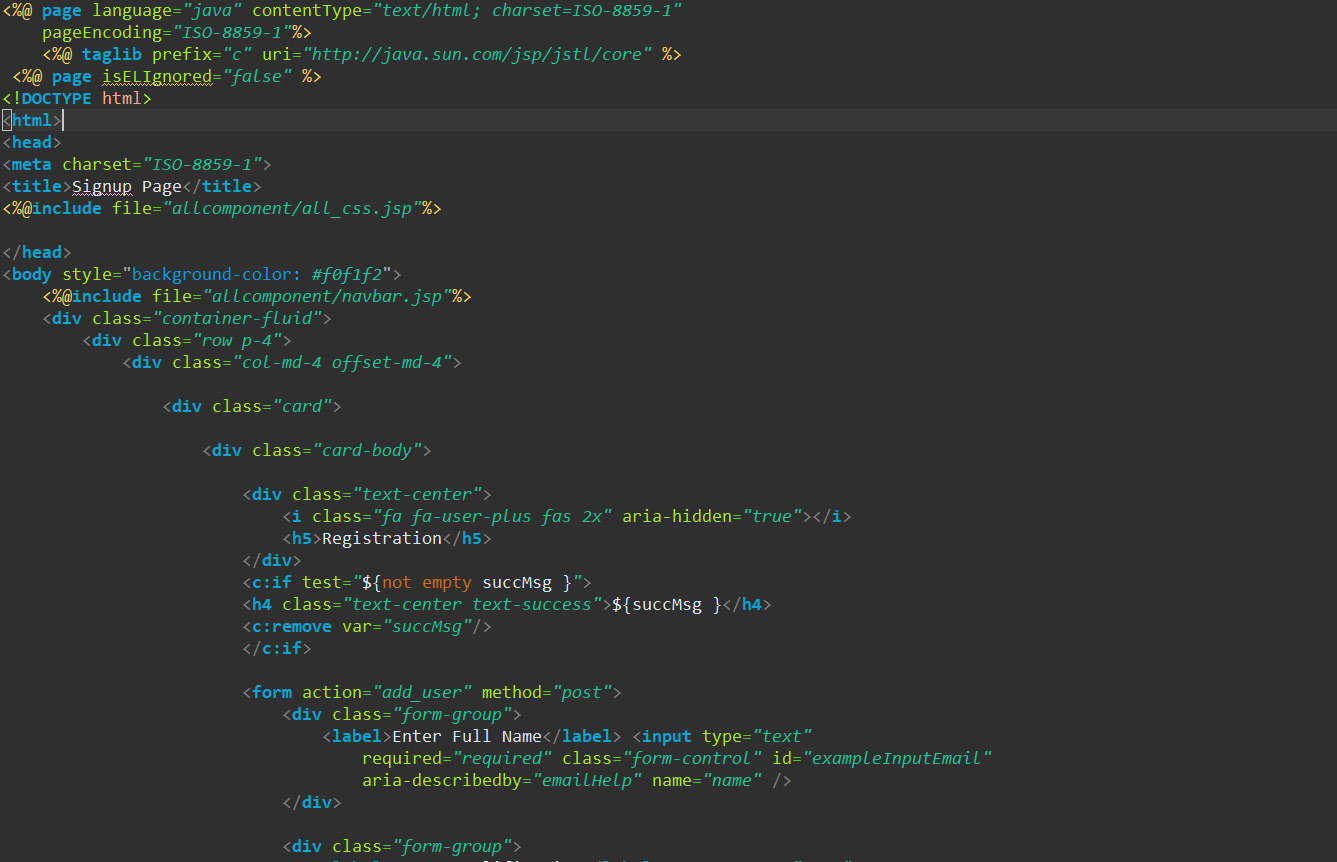 <%@ page language="java" contentType="text/html; charset=ISO-8859-1"
    pageEncoding="ISO-8859-1"%>
    <%@ taglib prefix="c" uri="http://java.sun.com/jsp/jstl/core" %>
 <%@ page isELIgnored="false" %>
<!DOCTYPE html>
<html>
<head>
<meta charset="ISO-8859-1">
<title>Signup Page</title>
<%@include file="allcomponent/all_css.jsp"%>

</head>
<body style="background-color: #f0f1f2">
    <%@include file="allcomponent/navbar.jsp"%>
    <div class="container-fluid">
        <div class="row p-4">
            <div class="col-md-4 offset-md-4">

                <div class="card">

                    <div class="card-body">

                        <div class="text-center">
                            <i class="fa fa-user-plus fas 2x" aria-hidden="true"></i>
                            <h5>Registration</h5>
                        </div>
                        <c:if test="${not empty succMsg }">
                        <h4 class="text-center text-success">${succMsg }</h4>
                        <c:remove var="succMsg"/>
                        </c:if>

                        <form action="add_user" method="post">
                            <div class="form-group">
                                <label>Enter Full Name</label> <input type="text"
                                    required="required" class="form-control" id="exampleInputEmail"
                                    aria-describedby="emailHelp" name="name" />
                            </div>

                            <div class="form-group">